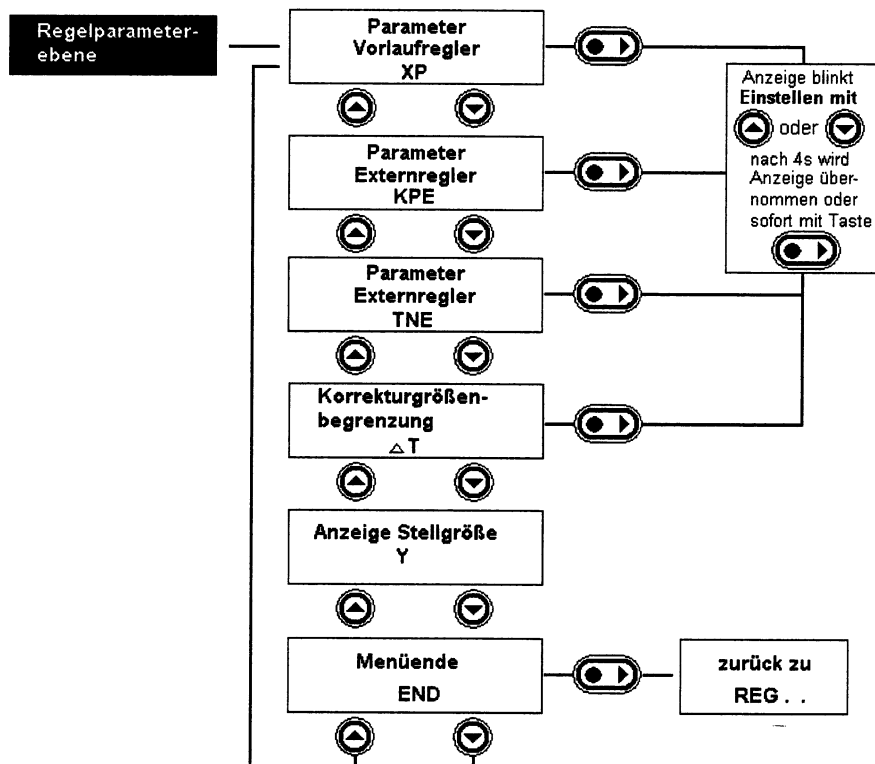 Regelparameter-
ebene
Parameter
Vorlaufregler
XP
Anzeige blinkt
Einstellen mit
oder
nach 4s wird
Anzeige über-
nommen oder
sofort mit Taste
Parameter
Externregler
KPE
Parameter
Externregler
TNE
Korrekturgrößen-
begrenzung
△T
Anzeige Stellgröße
Y
Menüende
END
zurück zu
REG . .